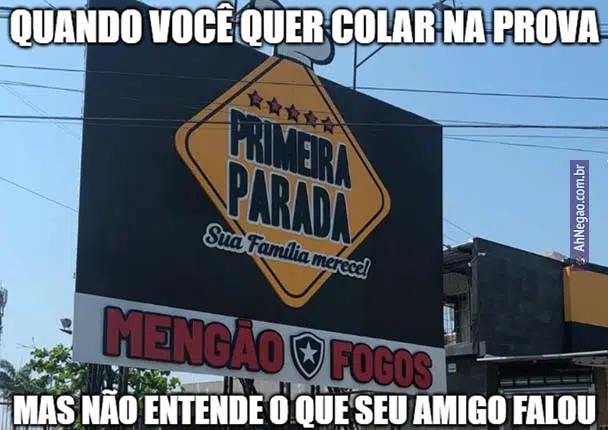 QUANDO VOCÊ QUER COLAR NA PROVA
PRIMEIRA
PARADA
Sua Família merece!
AhNegao.com.br
MENGÃO FOGOS
MAS NÃO ENTENDE O QUE SEU AMIGO FALOU